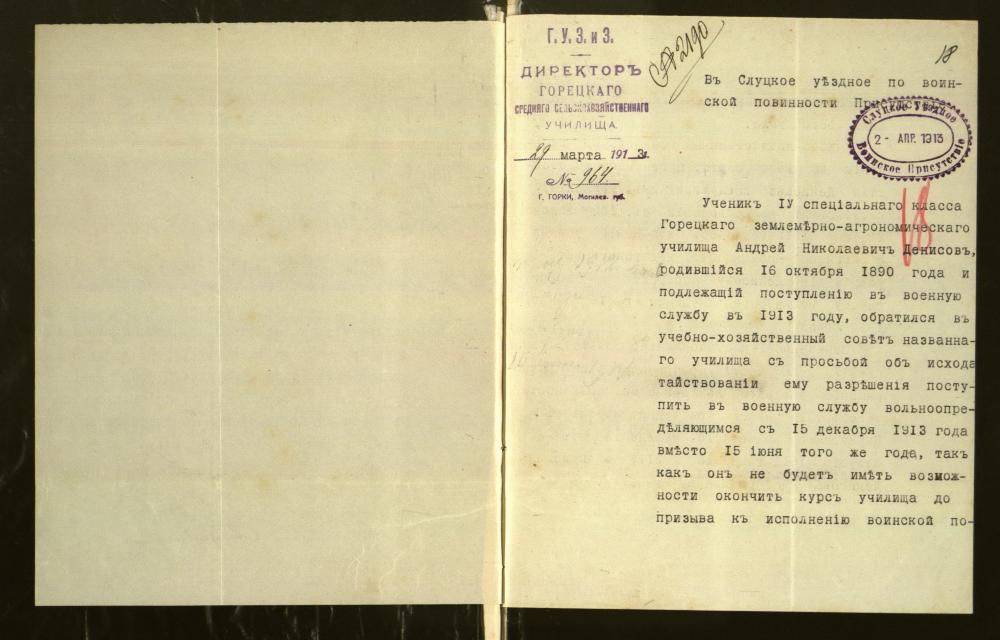 Г. У. З. и З.
ДИРЕКТОРЪ
ГОРЕЦКАГО
СРЕДНЯГО СЕЛЬСКОХОЗЯЙСТВЕННАГО
УЧИЛИЩА.
29 марта 1913г.
№ 964.
Г. ГОРКИ, Могилев. губ.
№ 2190
18
Въ Слуцкое уѣздное по воин-
ской повинности Присутствіе
Слуцкое Уѣздное
2 - АПР. 1913
Воинское Присутствіе
18
Ученикъ IУ спеціальнаго класса
Горецкаго землемѣрно-агрономическаго
училища Андрей Николаевичъ Денисовъ,
родившійся 16 октября 1890 года и
подлежащій поступленію въ военную
службу въ 1913 году, обратился въ
учебно-хозяйственный совѣтъ названна-
го училища съ просьбой объ исхода
тайствованіи ему разрѣшенія посту-
пить въ военную службу вольноопре-
дѣляющимся съ 15 декабря 1913 года
вмѣсто 15 іюня того же года, такъ
какъ онъ не будетъ имѣть возмож-
ности окончить курсъ училища до
призыва къ исполненію воинской по-